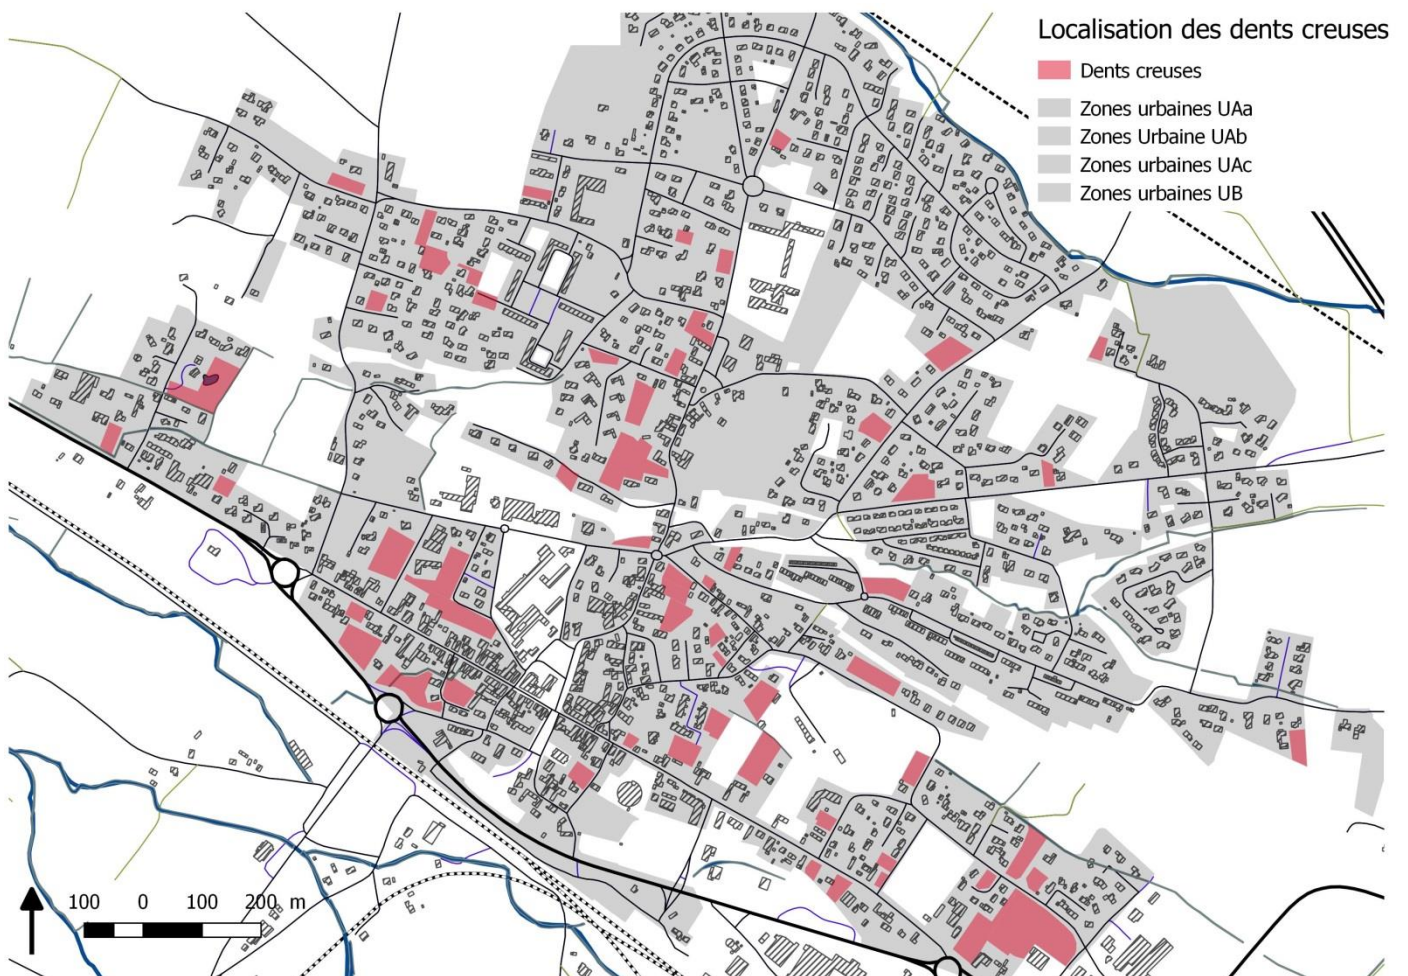 Localisation des dents creuses
Dents creuses
Zones urbaines UAa
Zones Urbaine UAb
Zones urbaines UAc
Zones urbaines UB
100 0 100 200 m